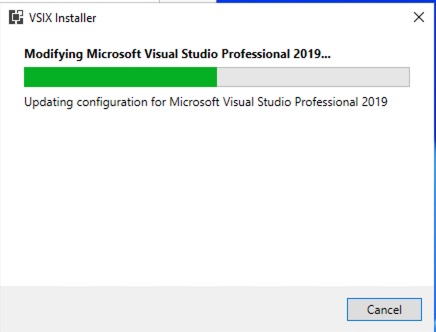 VSIX Installer
Modifying Microsoft Visual Studio Professional 2019...
Updating configuration for Microsoft Visual Studio Professional 2019
Cancel